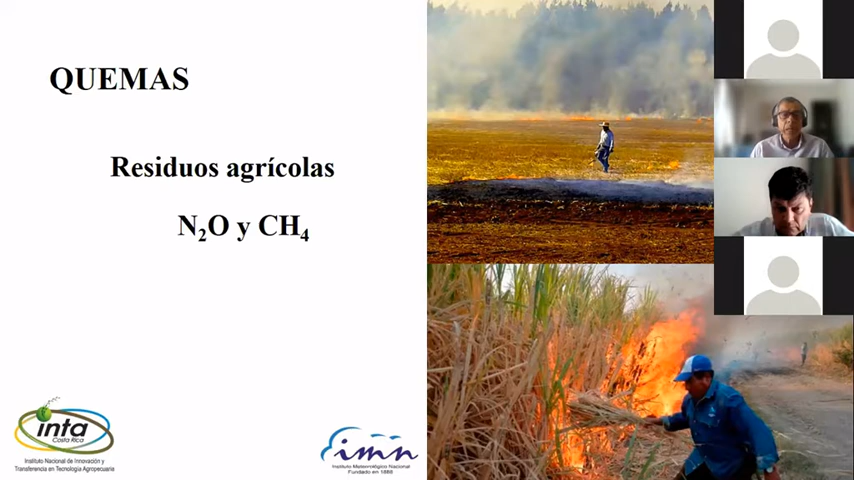 QUEMAS
Residuos agrícolas
N₂O y CH₄
inta
Costa Rica
Instituto Nacional de Innovación y
Transferencia en Tecnología Agropecuaria
imn
Instituto Meteorológico Nacional
Fundado en 1888